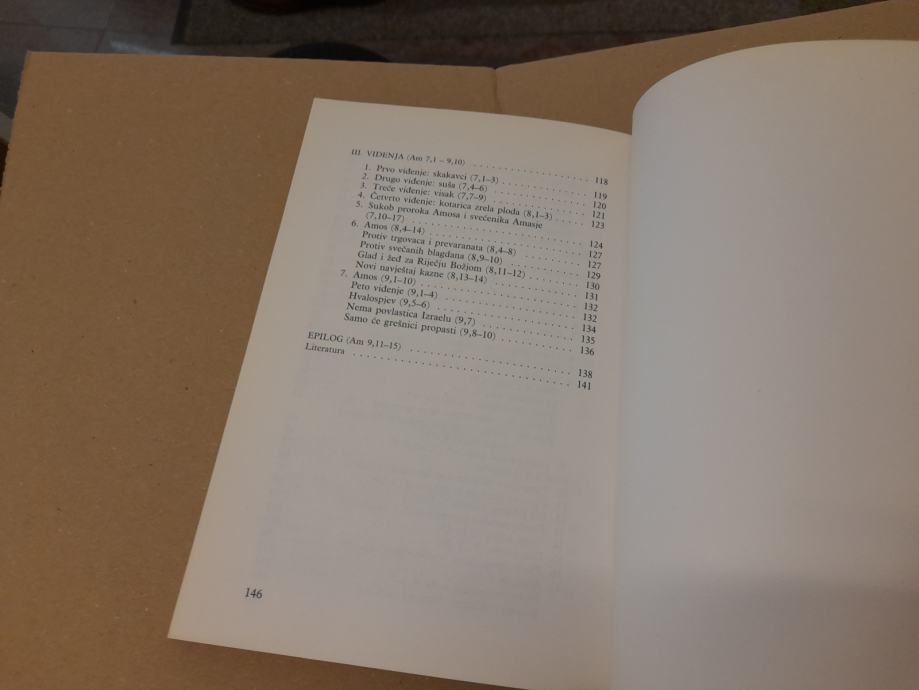 III. VIĐENJA (Am 7,1 – 9,10) . . . . . . . . . . . . . . . . . . . . 118
1. Prvo viđenje: skakavci (7,1–3) . . . . . . . . . . . . . . . . 119
2. Drugo viđenje: suša (7,4–6) . . . . . . . . . . . . . . . . 120
3. Treće viđenje: visak (7,7–9) . . . . . . . . . . . . . . . . 121
4. Četvrto viđenje: kotarica zrela ploda (8,1–3) . . . . . 123
5. Sukob proroka Amosa i svećenika Amasje
(7,10–17) . . . . . . . . . . . . . . . . . . . . . . . . . . 124
6. Amos (8,4–14) . . . . . . . . . . . . . . . . . . . . . . . 127
Protiv trgovaca i prevaranata (8,4–8) . . . . . . . . . . 127
Protiv svečanih blagdana (8,9–10) . . . . . . . . . . . . 129
Glad i žeđ za Riječju Božjom (8,11–12) . . . . . . . . . 130
Novi navještaj kazne (8,13–14) . . . . . . . . . . . . . . 131
7. Amos (9,1–10) . . . . . . . . . . . . . . . . . . . . . . . 132
Peto viđenje (9,1–4) . . . . . . . . . . . . . . . . . . . . 132
Hvalospjev (9,5–6) . . . . . . . . . . . . . . . . . . . . . 134
Nema povlastica Izraelu (9,7) . . . . . . . . . . . . . . . 135
Samo će grešnici propasti (9,8–10) . . . . . . . . . . . 136
EPILOG (Am 9,11–15) . . . . . . . . . . . . . . . . . . . . . 138
Literatura . . . . . . . . . . . . . . . . . . . . . . . . . . . 141
146